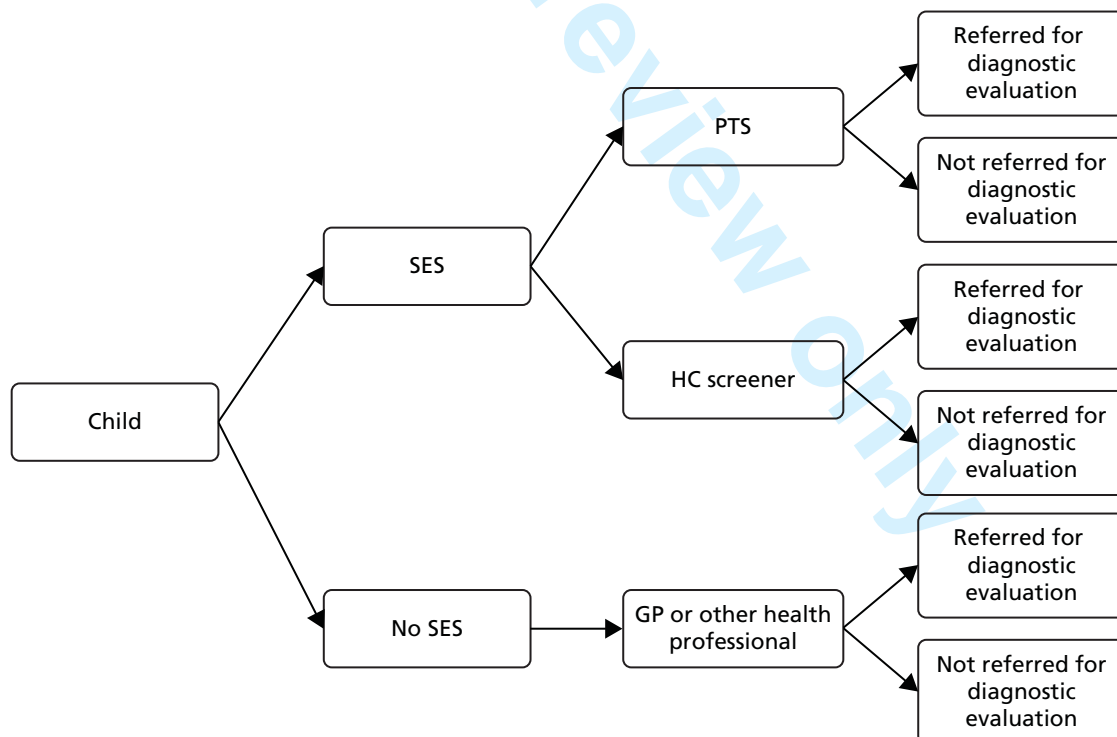 Referred for
diagnostic
evaluation
PTS
Not referred for
diagnostic
evaluation
SES
Referred for
diagnostic
evaluation
HC screener
Child
Not referred for
diagnostic
evaluation
Referred for
diagnostic
evaluation
No SES
GP or other health
professional
Not referred for
diagnostic
evaluation
review only